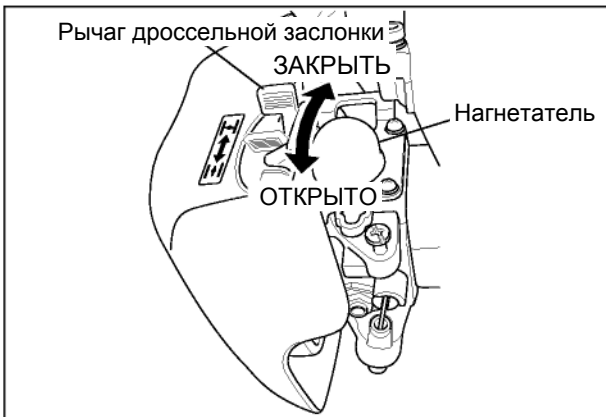 Рычаг дроссельной заслонки
ЗАКРЫТЬ
Нагнетатель
ОТКРЫТО